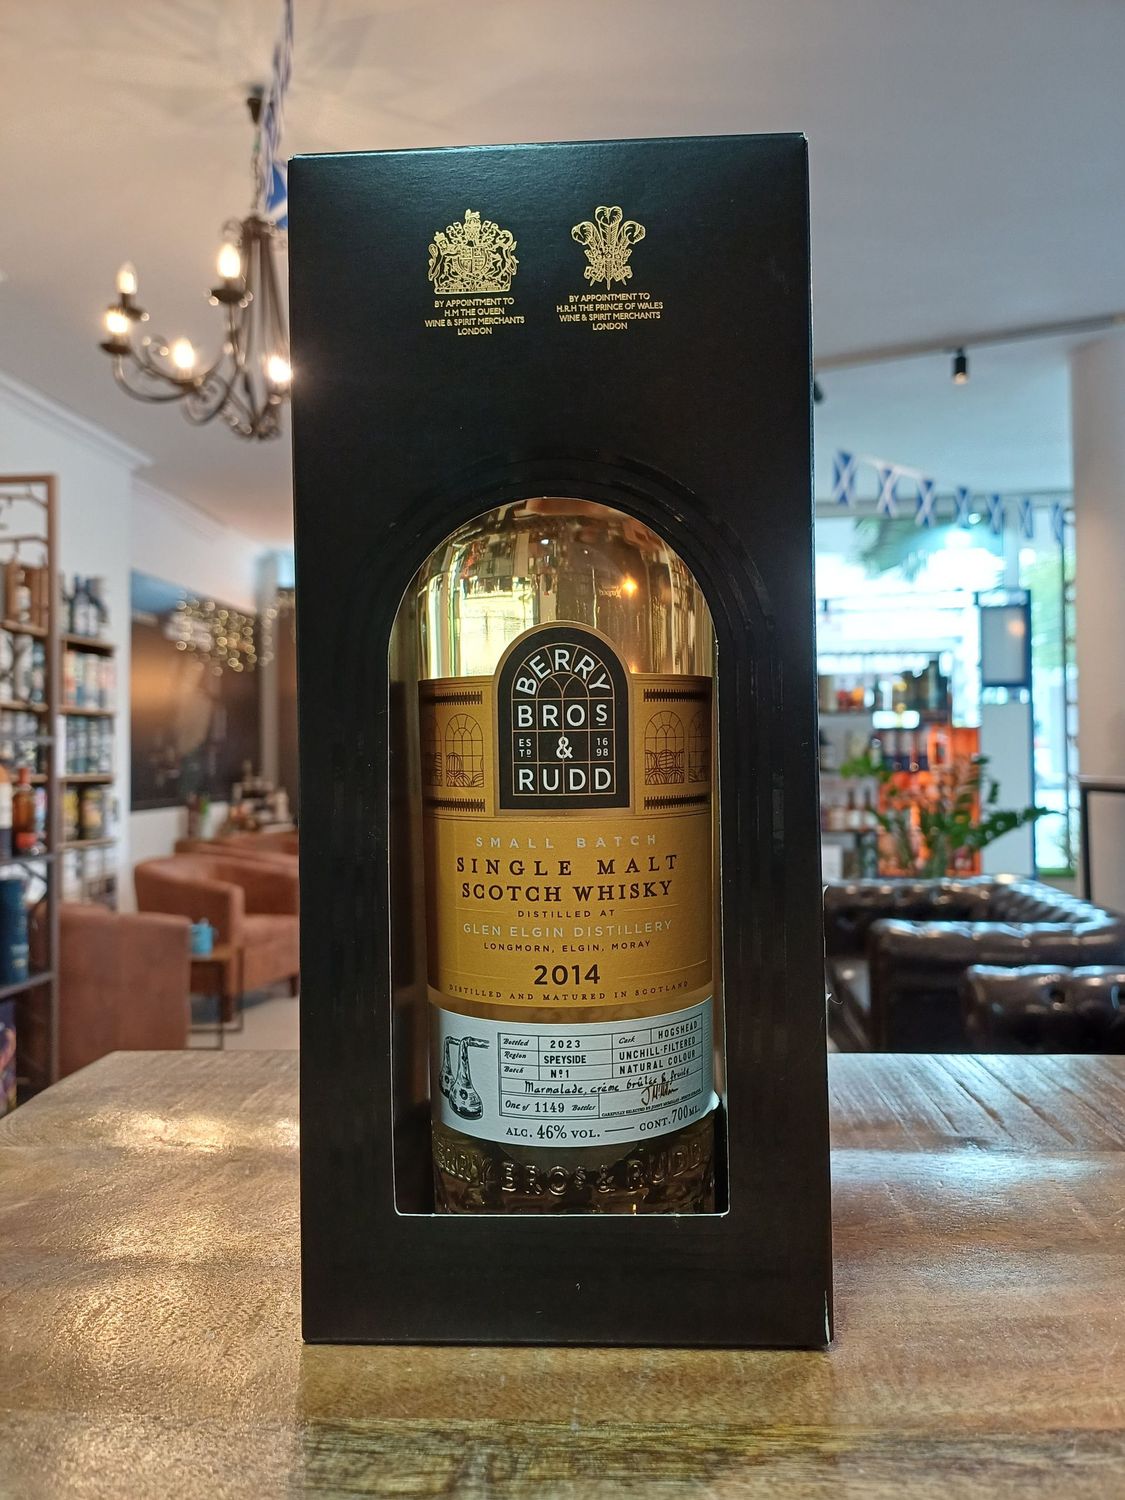 BY APPOINTMENT TO
H.M THE QUEEN
WINE & SPIRIT MERCHANTS
LONDON
BY APPOINTMENT TO
H.R.H THE PRINCE OF WALES
WINE & SPIRIT MERCHANTS
LONDON
BERRY
BROS
ESTD & 1698
RUDD
SMALL BATCH
SINGLE MALT
SCOTCH WHISKY
DISTILLED AT
GLEN ELGIN DISTILLERY
LONGMORN, ELGIN, MORAY
2014
DISTILLED AND MATURED IN SCOTLAND
Bottled 2023 Cask HOGSHEAD
Region SPEYSIDE UNCHILL-FILTERED
Batch Nº1 NATURAL COLOUR
Marmalade, crème brûlée & fruits
One of 1149 Bottles
ALC. 46% VOL. CONT. 700ML.
BERRY BROS & RUDD